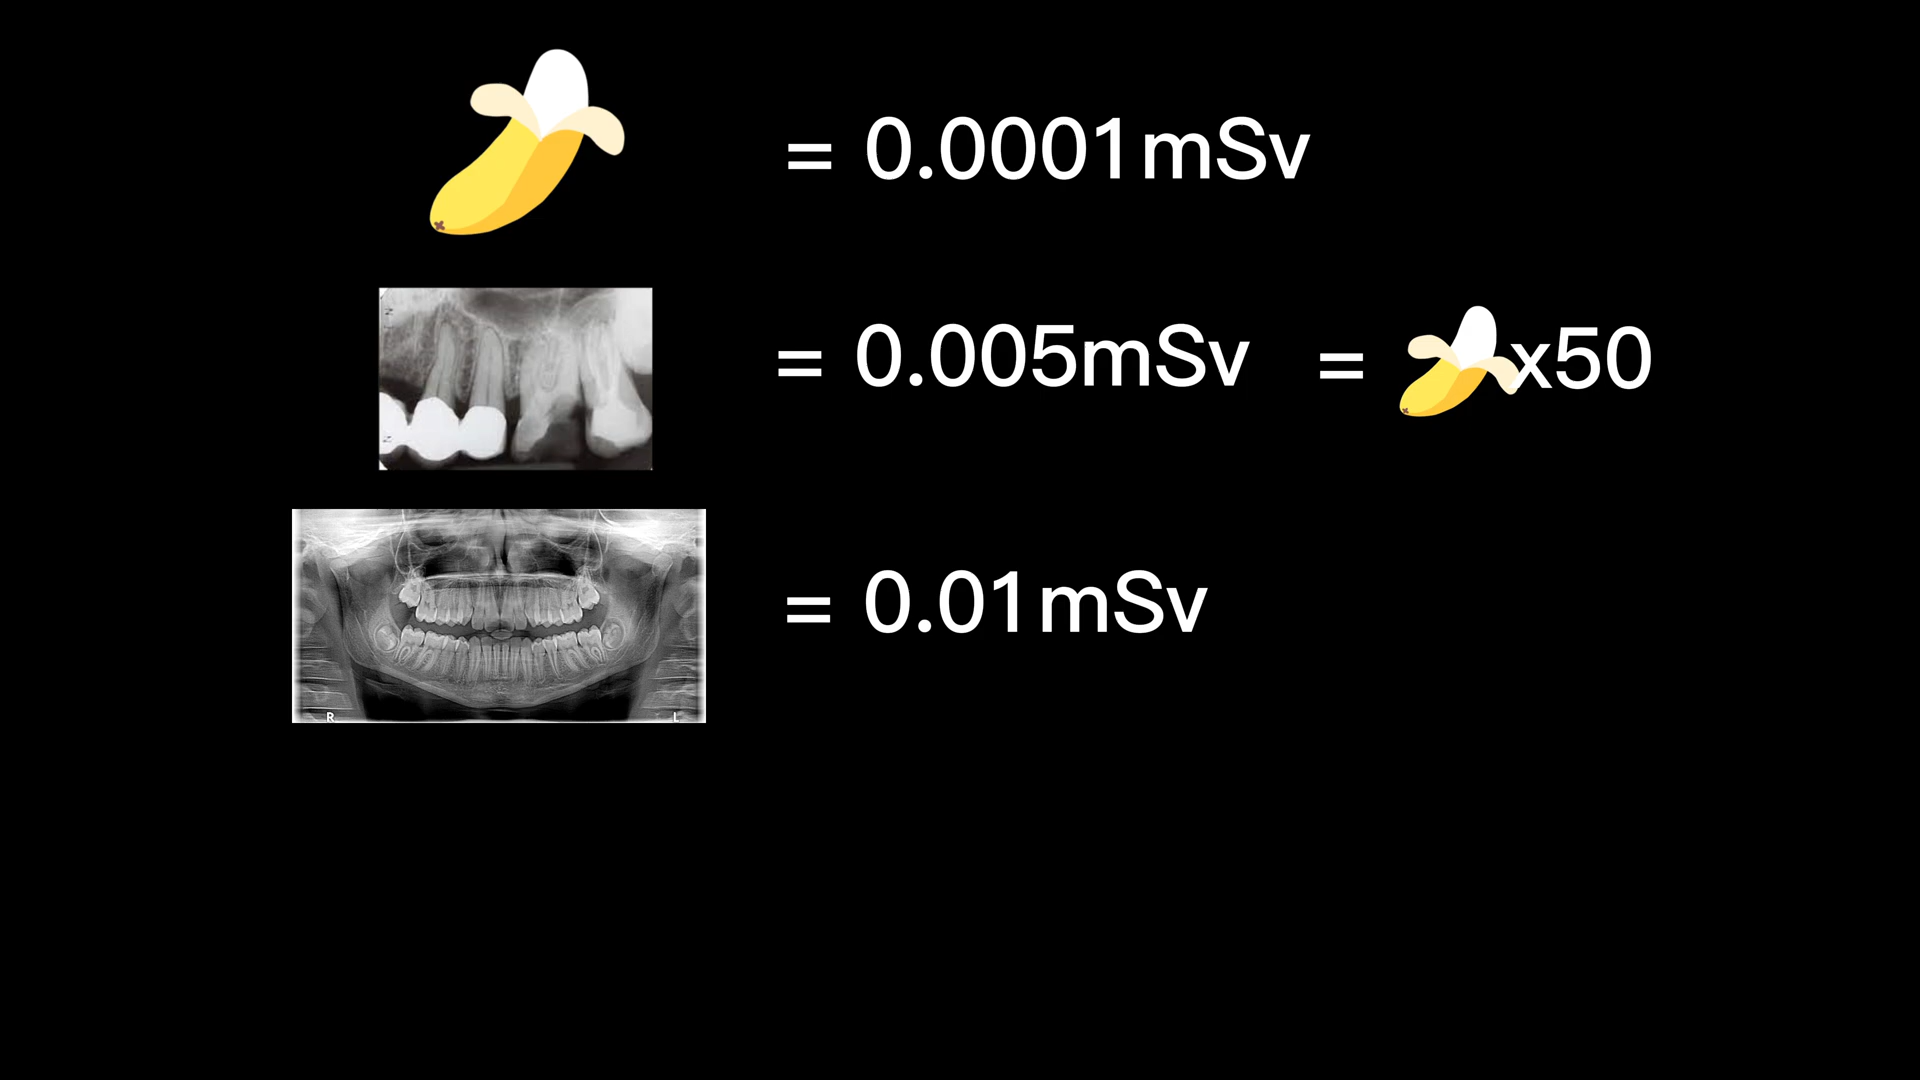 = 0.0001mSv
= 0.005mSv = x50
= 0.01mSv
R L